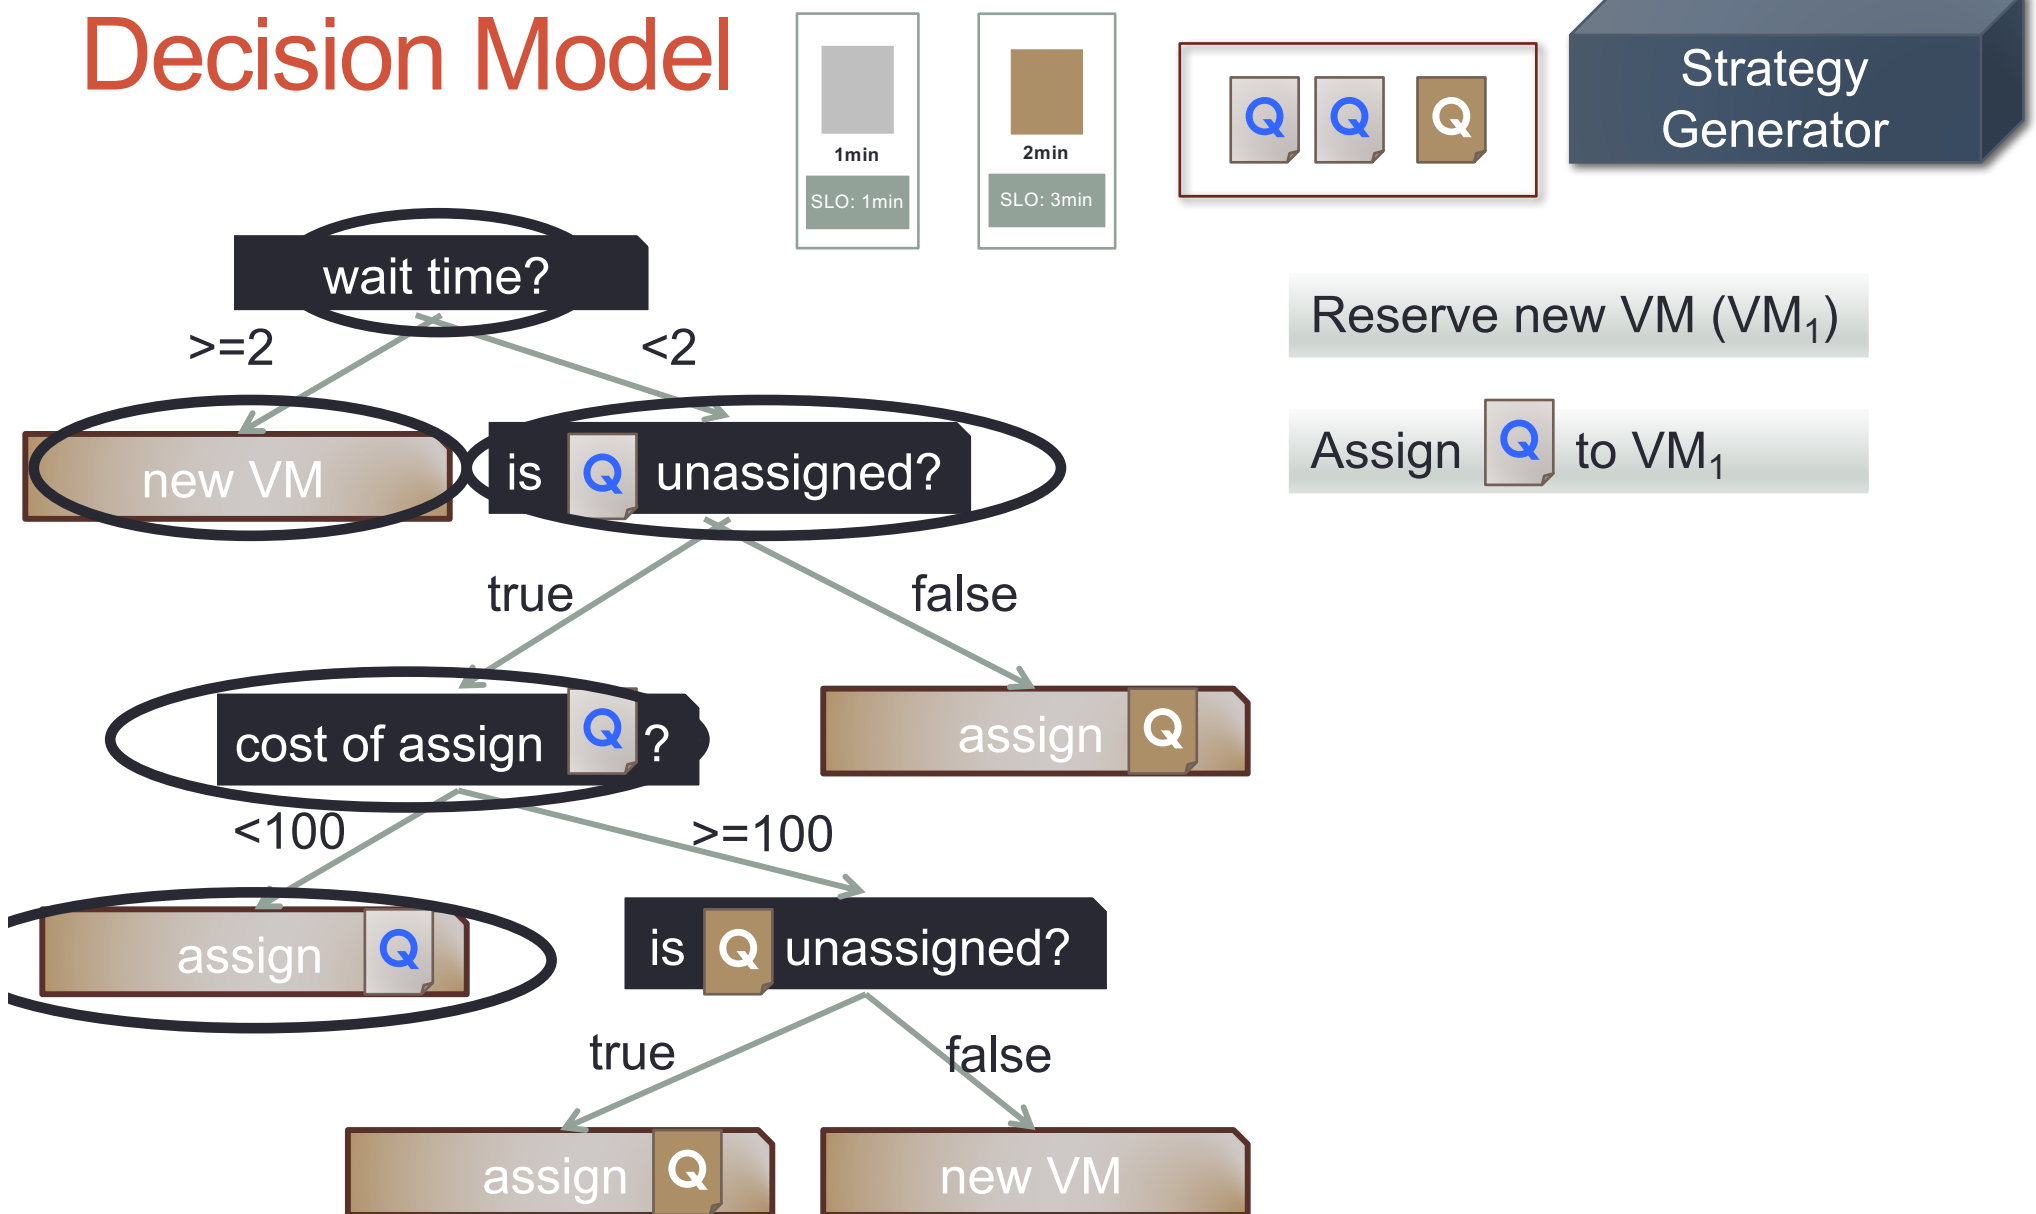 Decision Model
1min
SLO: 1min
2min
SLO: 3min
Q Q Q
Strategy
Generator
wait time?
>=2
<2
Reserve new VM (VM₁)
new VM
is Q unassigned?
Assign Q to VM₁
true
false
cost of assign Q ?
assign Q
<100
>=100
assign Q
is Q unassigned?
true
false
assign Q
new VM